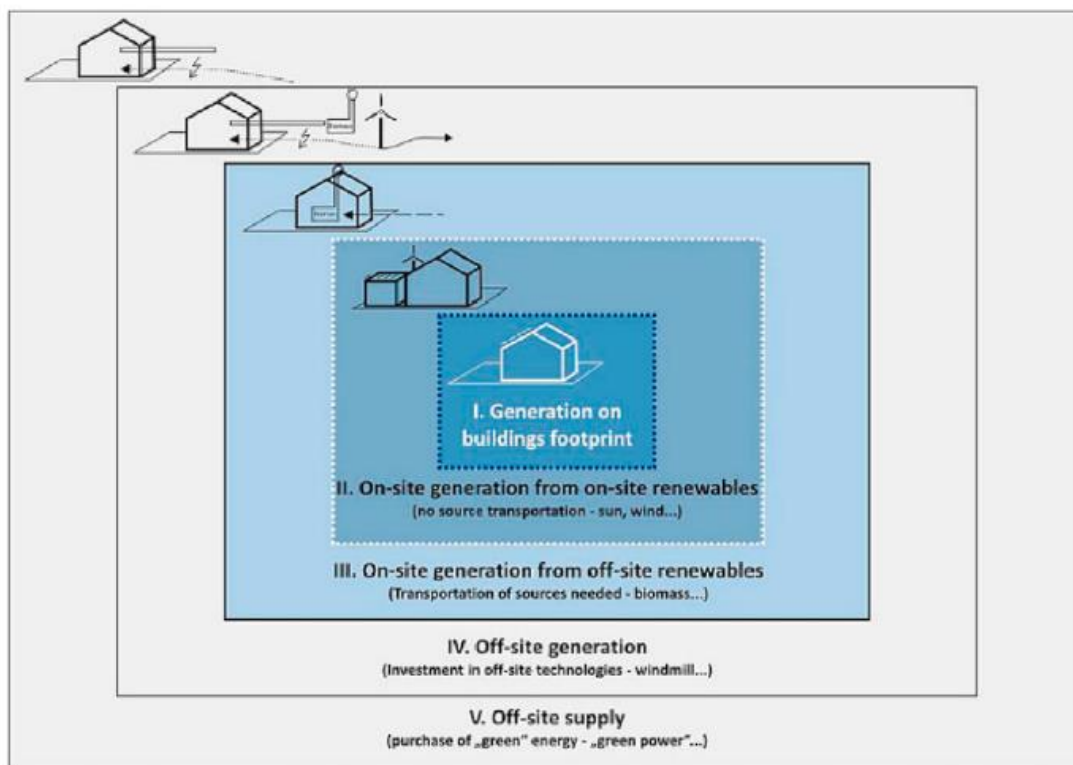 I. Generation on
buildings footprint
II. On-site generation from on-site renewables
(no source transportation - sun, wind...)
III. On-site generation from off-site renewables
(Transportation of sources needed - biomass...)
IV. Off-site generation
(Investment in off-site technologies - windmill...)
V. Off-site supply
(purchase of „green” energy - „green power”...)